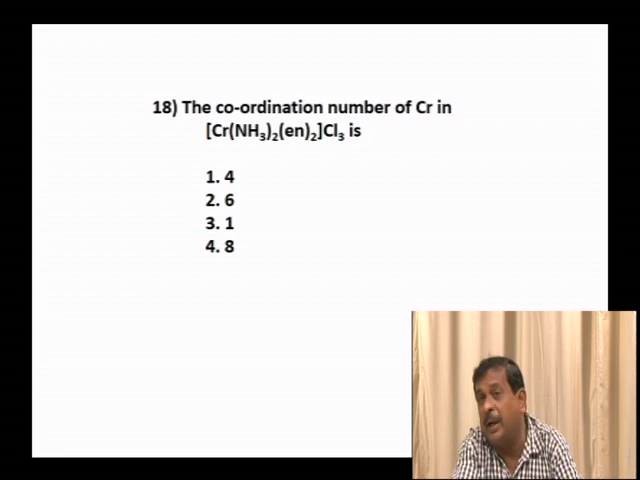 18) The co-ordination number of Cr in
[Cr(NH₃)₂(en)₂]Cl₃ is
1. 4
2. 6
3. 1
4. 8